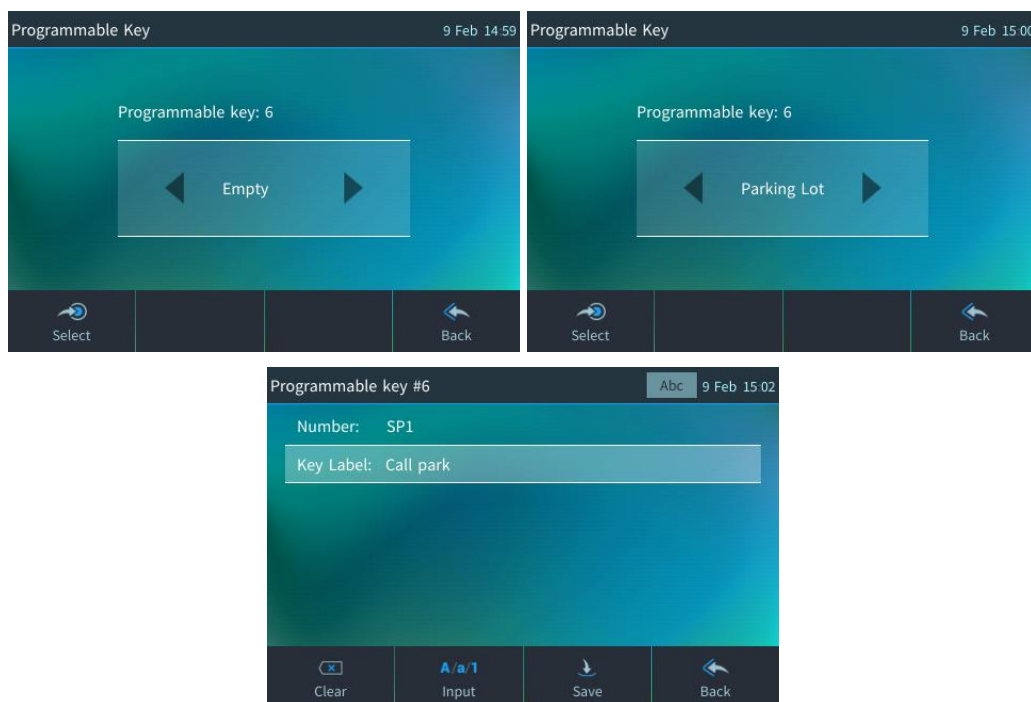 Programmable Key 9 Feb 14:59
Programmable key: 6
Empty
Select Back
Programmable Key 9 Feb 15:00
Programmable key: 6
Parking Lot
Select Back
Programmable key #6 Abc 9 Feb 15:02
Number: SP1
Key Label: Call park
A/a/1
Clear Input Save Back